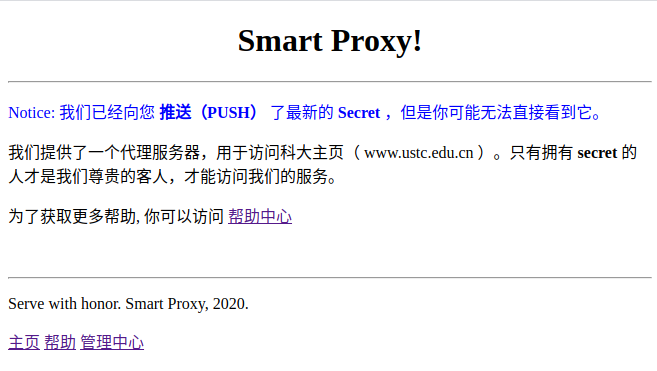 Smart Proxy!
Notice: 我们已经向您 推送（PUSH） 了最新的 Secret ，但是你可能无法直接看到它。
我们提供了一个代理服务器，用于访问科大主页（ www.ustc.edu.cn ）。只有拥有 secret 的
人才是我们尊贵的客人，才能访问我们的服务。
为了获取更多帮助, 你可以访问 帮助中心
Serve with honor. Smart Proxy, 2020.
主页 帮助 管理中心